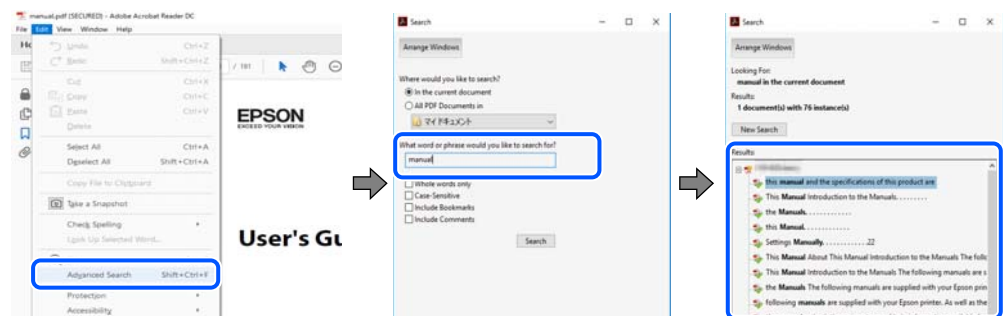 manual.pdf (SECURED) - Adobe Acrobat Reader DC
File Edit View Window Help
Undo Ctrl+Z
Redo Shift+Ctrl+Z
Cut Ctrl+X
Copy Ctrl+C
Paste Ctrl+V
Delete
Select All Ctrl+A
Deselect All Shift+Ctrl+A
Copy File to Clipboard
Take a Snapshot
Check Spelling
Look Up Selected Word...
Advanced Search Shift+Ctrl+F
Protection
Accessibility
/ 191
EPSON
EXCEED YOUR VISION
User's Gu
Search
Arrange Windows
Where would you like to search?
In the current document
All PDF Documents in
マイ ドキュメント
What word or phrase would you like to search for?
manual
Whole words only
Case-Sensitive
Include Bookmarks
Include Comments
Search
Search
Arrange Windows
Looking For:
manual in the current document
Results:
1 document(s) with 76 instance(s)
New Search
Results:
this manual and the specifications of this product are
This Manual Introduction to the Manuals. . . . . . . . .
the Manuals. . . . . . . . . . . . .
this Manual. . . . . . . . . . . . .
Settings Manually. . . . . . . . . . . . 22
This Manual About This Manual Introduction to the Manuals The follo
This Manual Introduction to the Manuals The following manuals are s
the Manuals The following manuals are supplied with your Epson prin
following manuals are supplied with your Epson printer. As well as the